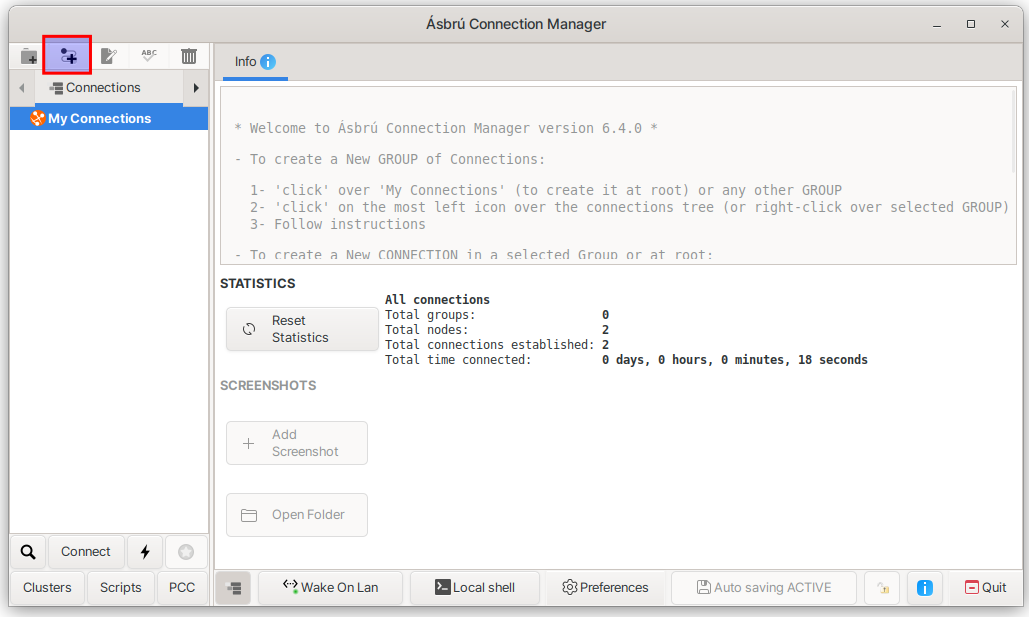 Ásbrú Connection Manager
ABC
Info
Connections
My Connections
* Welcome to Ásbrú Connection Manager version 6.4.0 *
- To create a New GROUP of Connections:
1- 'click' over 'My Connections' (to create it at root) or any other GROUP
2- 'click' on the most left icon over the connections tree (or right-click over selected GROUP)
3- Follow instructions
- To create a New CONNECTION in a selected Group or at root:
STATISTICS
Reset
Statistics
All connections
Total groups: 0
Total nodes: 2
Total connections established: 2
Total time connected: 0 days, 0 hours, 0 minutes, 18 seconds
SCREENSHOTS
Add
Screenshot
Open Folder
Connect
Clusters
Scripts
PCC
Wake On Lan
Local shell
Preferences
Auto saving ACTIVE
Quit